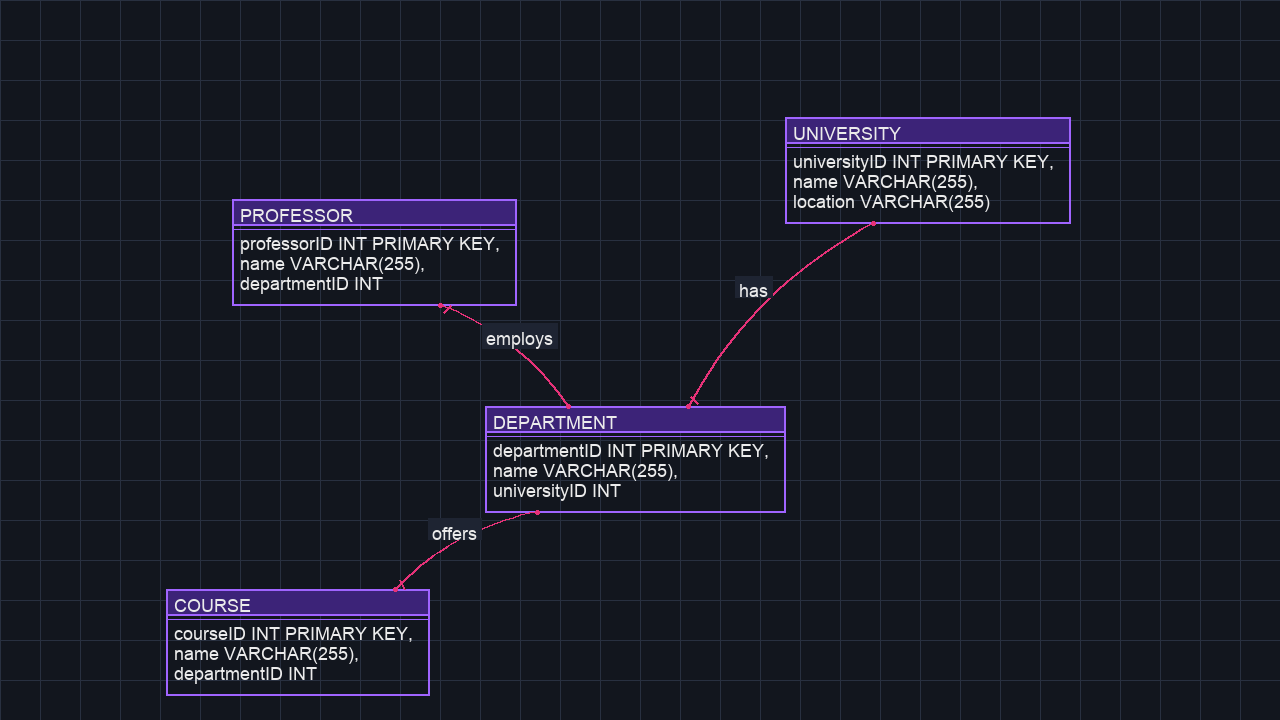 UNIVERSITY
universityID INT PRIMARY KEY,
name VARCHAR(255),
location VARCHAR(255)
PROFESSOR
professorID INT PRIMARY KEY,
name VARCHAR(255),
departmentID INT
has
employs
DEPARTMENT
departmentID INT PRIMARY KEY,
name VARCHAR(255),
universityID INT
offers
COURSE
courseID INT PRIMARY KEY,
name VARCHAR(255),
departmentID INT